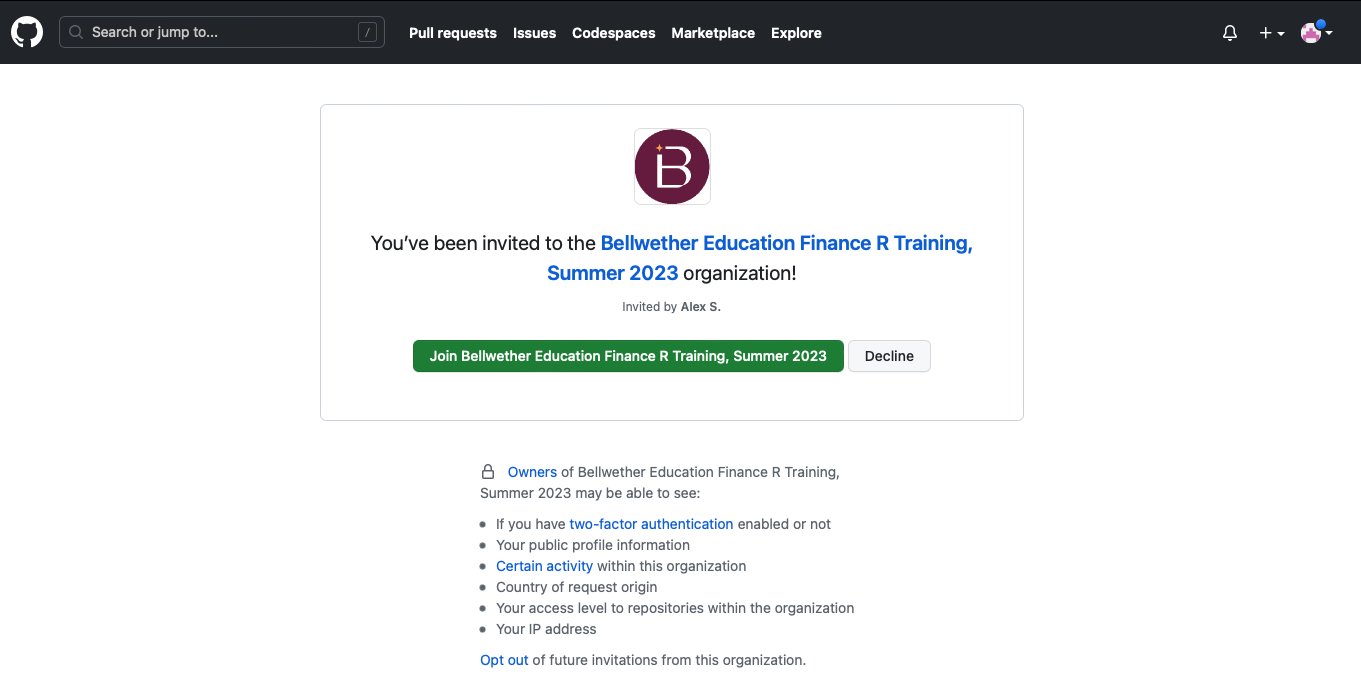 Search or jump to... /
Pull requests Issues Codespaces Marketplace Explore
B
You’ve been invited to the Bellwether Education Finance R Training,
Summer 2023 organization!
Invited by Alex S.
Join Bellwether Education Finance R Training, Summer 2023 Decline
Owners of Bellwether Education Finance R Training,
Summer 2023 may be able to see:
If you have two-factor authentication enabled or not
Your public profile information
Certain activity within this organization
Country of request origin
Your access level to repositories within the organization
Your IP address
Opt out of future invitations from this organization.